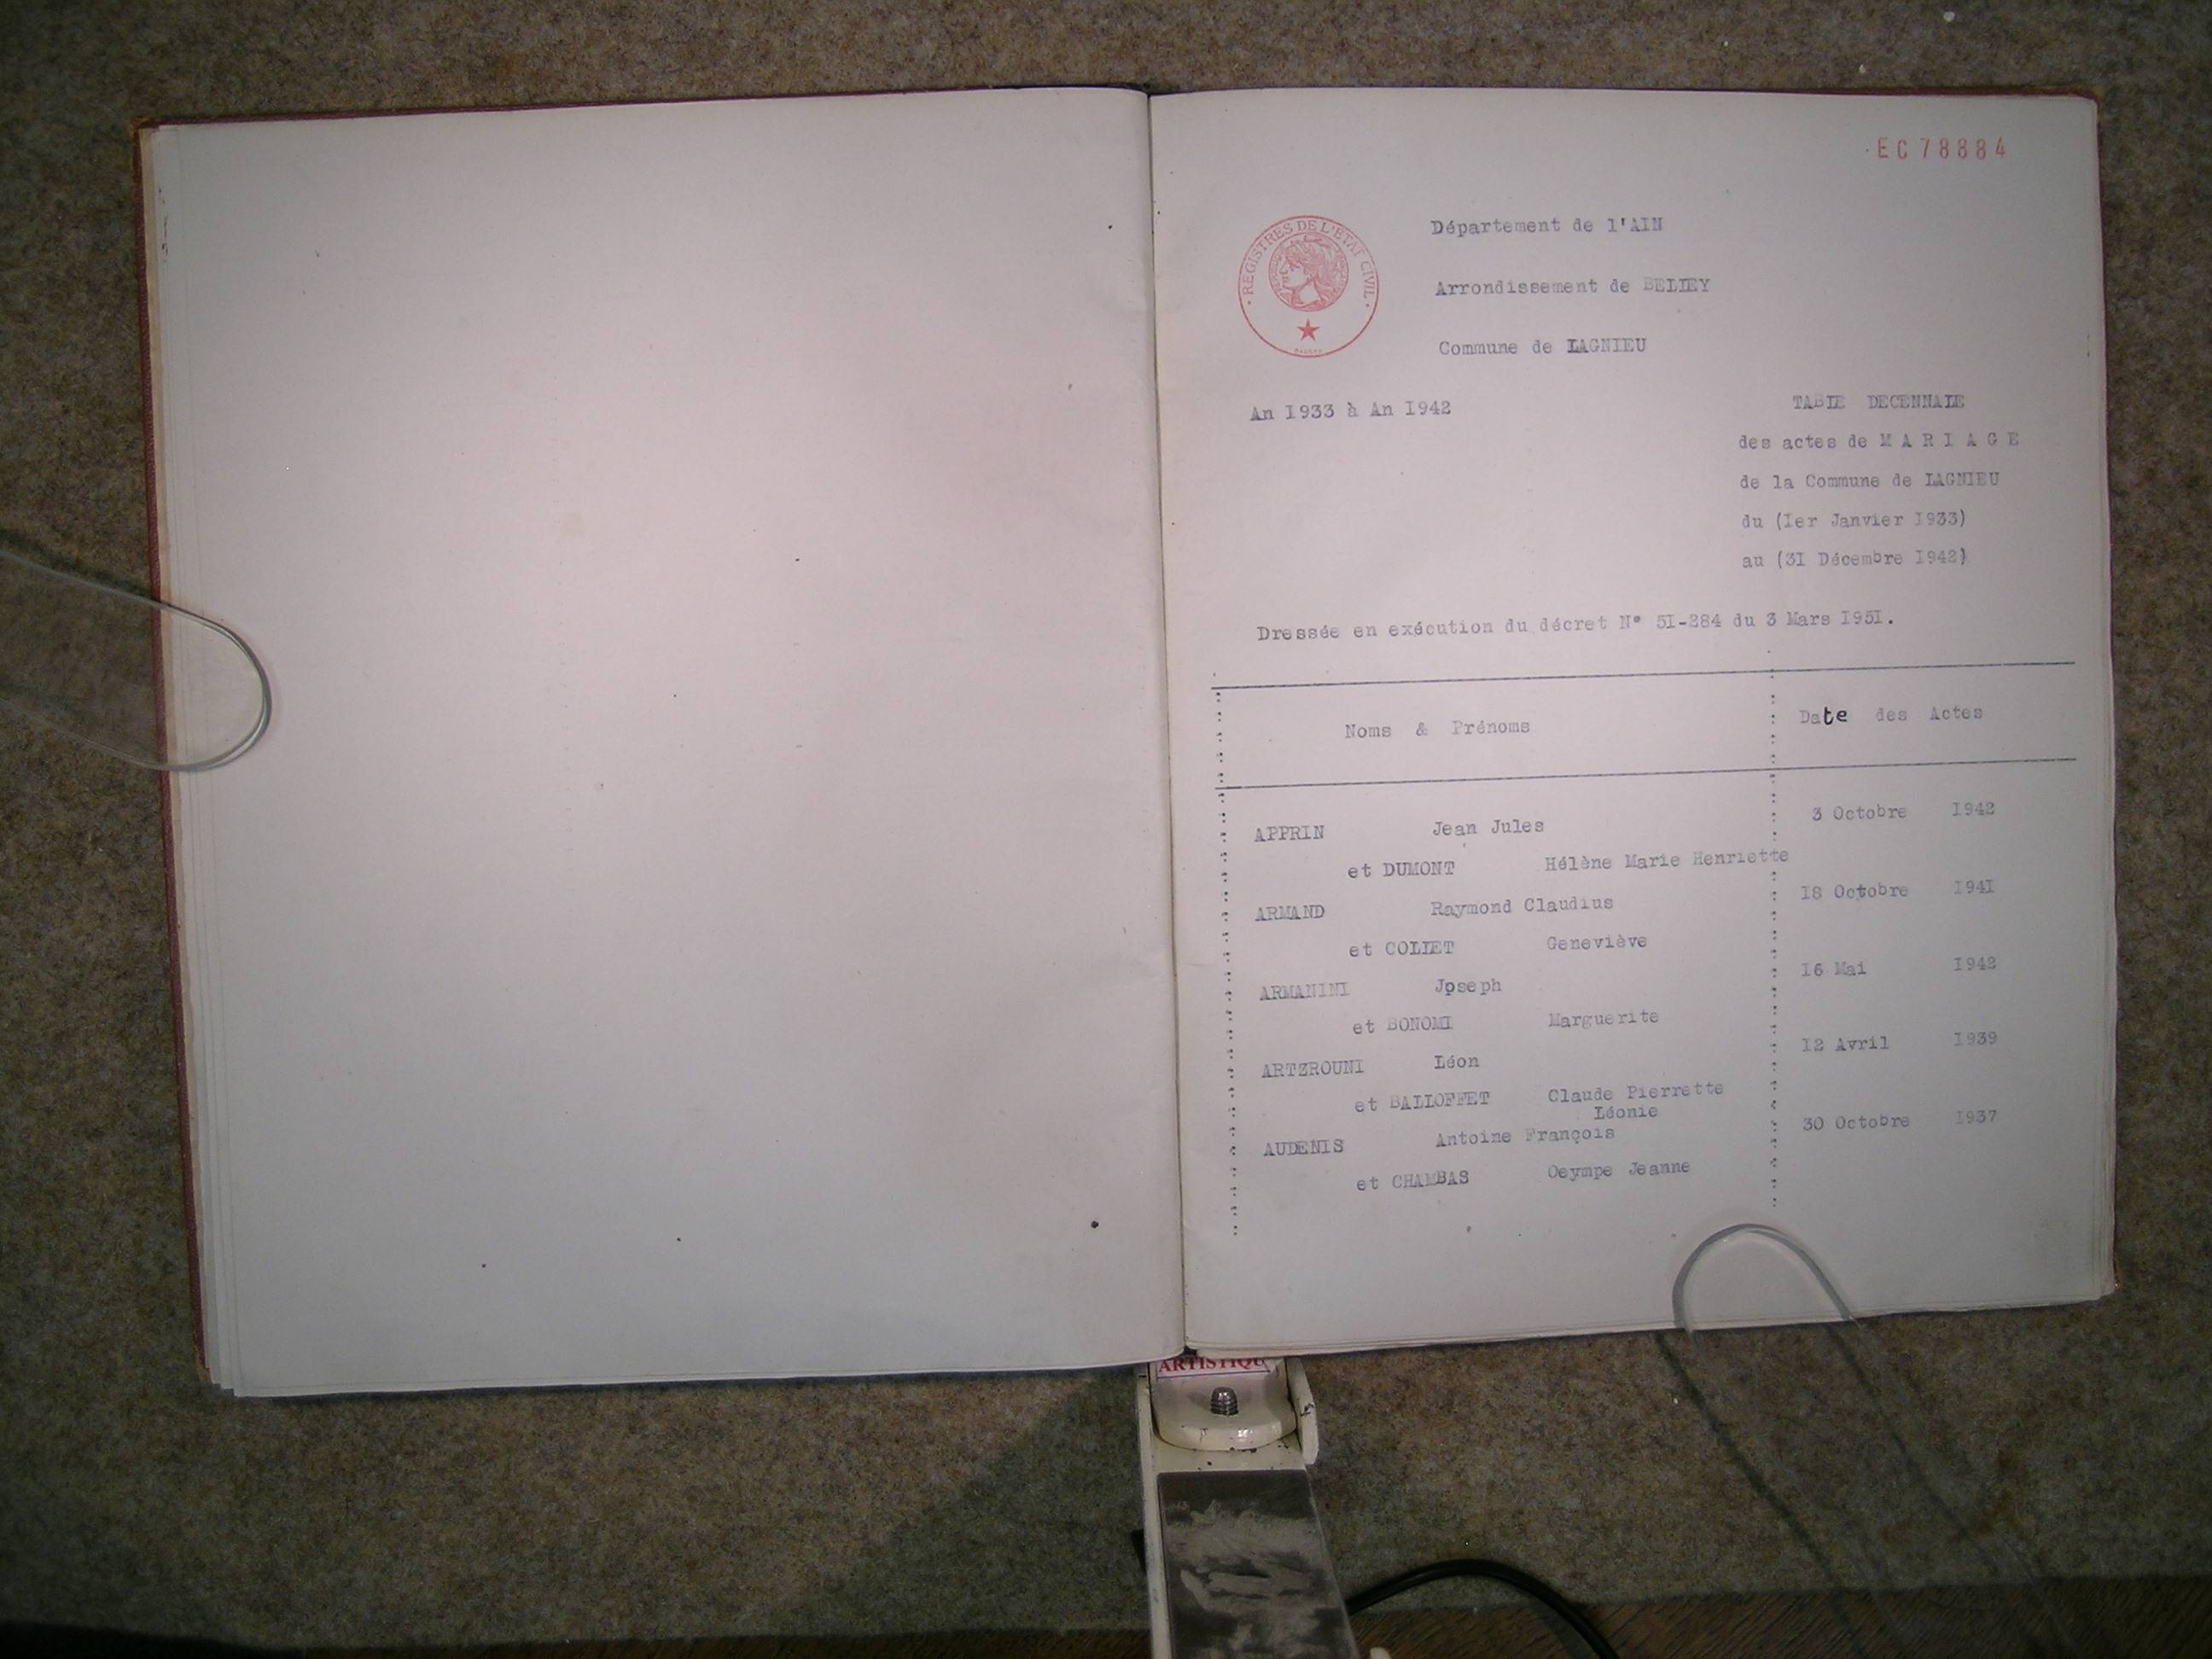 EC 78884
REGISTRES DE L'ETAT CIVIL
Département de l'AIN
Arrondissement de BELLEY
Commune de LAGNIEU
An 1933 à An 1942
TABLE DECENNALE
des actes de M A R I A G E
de la Commune de LAGNIEU
du (Ier Janvier 1933)
au (31 Décembre 1942)
Dressée en exécution du décret N° 51-284 du 3 Mars 1951.
Noms & Prénoms Date des Actes
APPRIN Jean Jules 3 Octobre 1942
et DUMONT Hélène Marie Henriette
ARMAND Raymond Claudius 18 Octobre 1941
et COLLET Geneviève
ARMANINI Joseph 16 Mai 1942
et BONOMI Marguerite
ARTZROUNI Léon 12 Avril 1939
et BALLOFFET Claude Pierrette
Léonie
AUDENIS Antoine François 30 Octobre 1937
et CHAMBAS Oeympe Jeanne